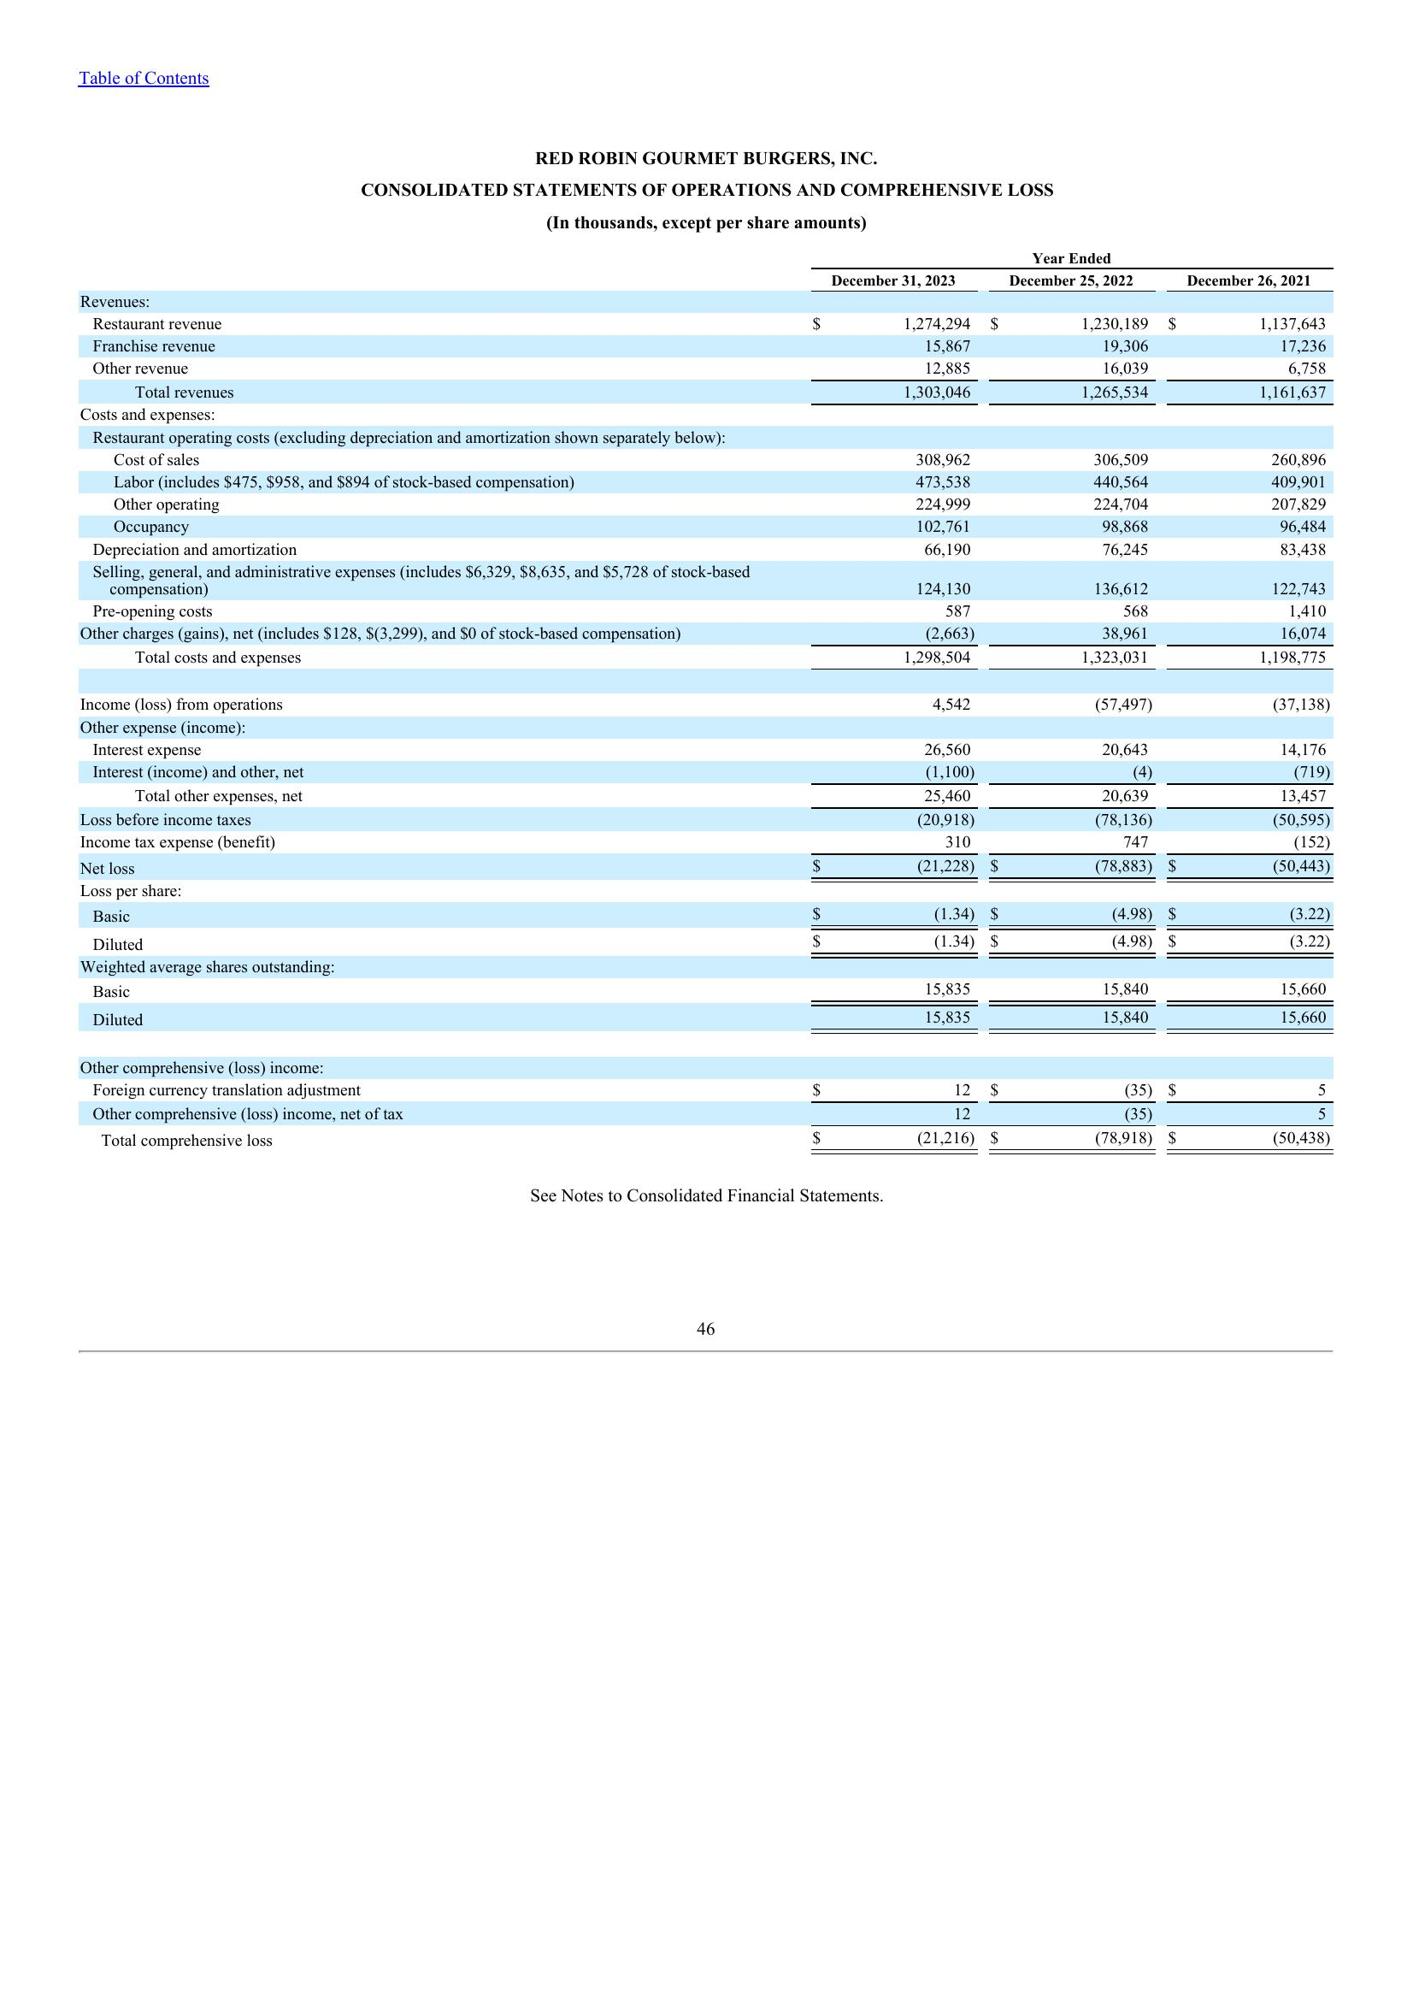 Table of Contents
RED ROBIN GOURMET BURGERS, INC.
CONSOLIDATED STATEMENTS OF OPERATIONS AND COMPREHENSIVE LOSS
(In thousands, except per share amounts)
Year Ended
December 31, 2023 December 25, 2022 December 26, 2021
Revenues:
Restaurant revenue $ 1,274,294 $ 1,230,189 $ 1,137,643
Franchise revenue 15,867 19,306 17,236
Other revenue 12,885 16,039 6,758
Total revenues 1,303,046 1,265,534 1,161,637
Costs and expenses:
Restaurant operating costs (excluding depreciation and amortization shown separately below):
Cost of sales 308,962 306,509 260,896
Labor (includes $475, $958, and $894 of stock-based compensation) 473,538 440,564 409,901
Other operating 224,999 224,704 207,829
Occupancy 102,761 98,868 96,484
Depreciation and amortization 66,190 76,245 83,438
Selling, general, and administrative expenses (includes $6,329, $8,635, and $5,728 of stock-based
compensation) 124,130 136,612 122,743
Pre-opening costs 587 568 1,410
Other charges (gains), net (includes $128, $(3,299), and $0 of stock-based compensation) (2,663) 38,961 16,074
Total costs and expenses 1,298,504 1,323,031 1,198,775
Income (loss) from operations 4,542 (57,497) (37,138)
Other expense (income):
Interest expense 26,560 20,643 14,176
Interest (income) and other, net (1,100) (4) (719)
Total other expenses, net 25,460 20,639 13,457
Loss before income taxes (20,918) (78,136) (50,595)
Income tax expense (benefit) 310 747 (152)
Net loss $ (21,228) $ (78,883) $ (50,443)
Loss per share:
Basic $ (1.34) $ (4.98) $ (3.22)
Diluted $ (1.34) $ (4.98) $ (3.22)
Weighted average shares outstanding:
Basic 15,835 15,840 15,660
Diluted 15,835 15,840 15,660
Other comprehensive (loss) income:
Foreign currency translation adjustment $ 12 $ (35) $ 5
Other comprehensive (loss) income, net of tax 12 (35) 5
Total comprehensive loss $ (21,216) $ (78,918) $ (50,438)
See Notes to Consolidated Financial Statements.
46